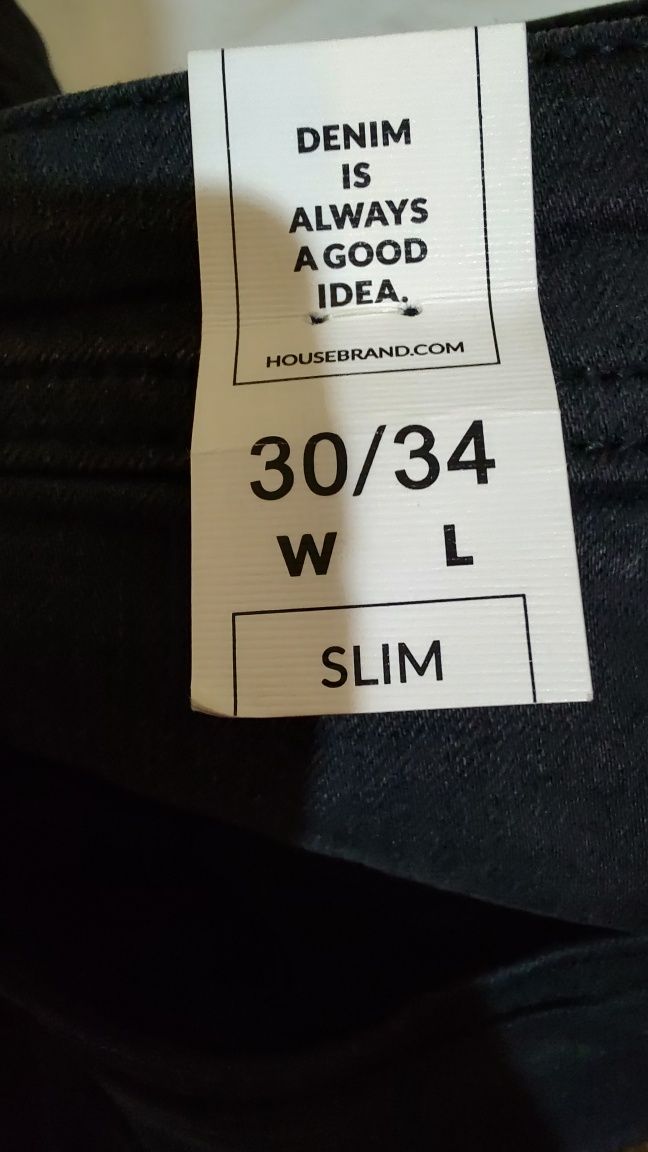 DENIM
IS
ALWAYS
A GOOD
IDEA.
HOUSEBRAND.COM
30/34
W L
SLIM